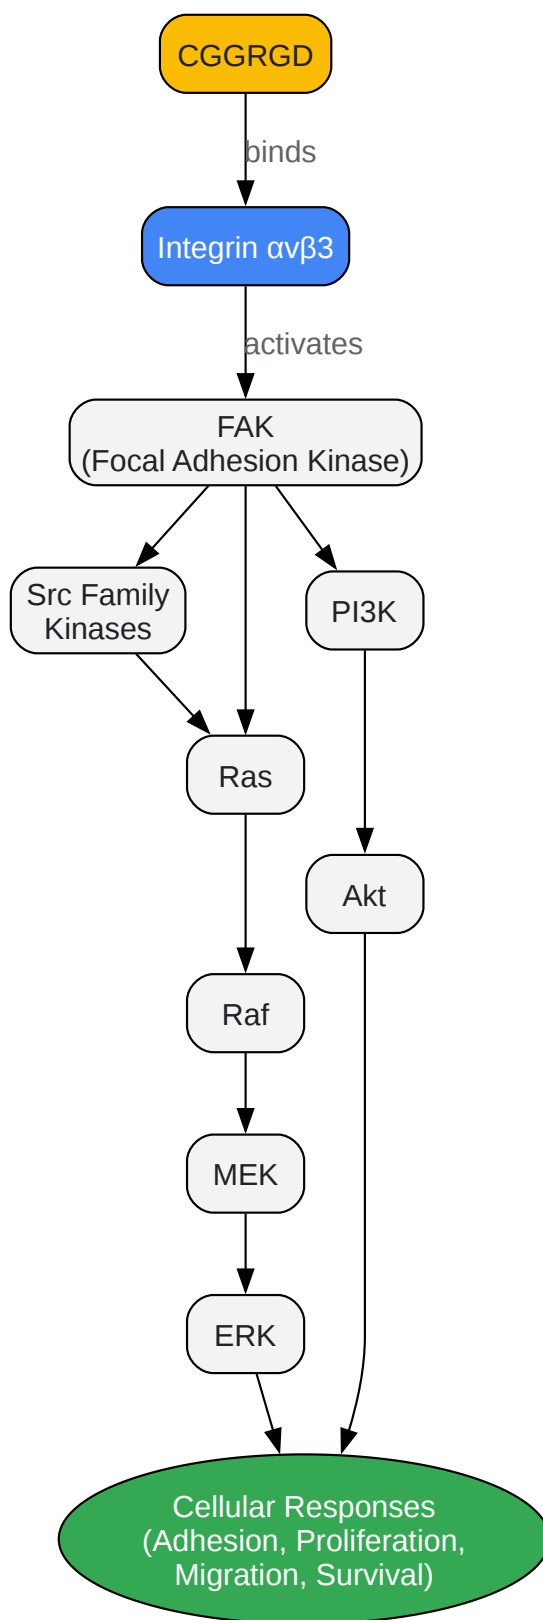 CGGRGD
binds
Integrin αvβ3
activates
FAK
(Focal Adhesion Kinase)
Src Family
Kinases
PI3K
Ras
Akt
Raf
MEK
ERK
Cellular Responses
(Adhesion, Proliferation,
Migration, Survival)